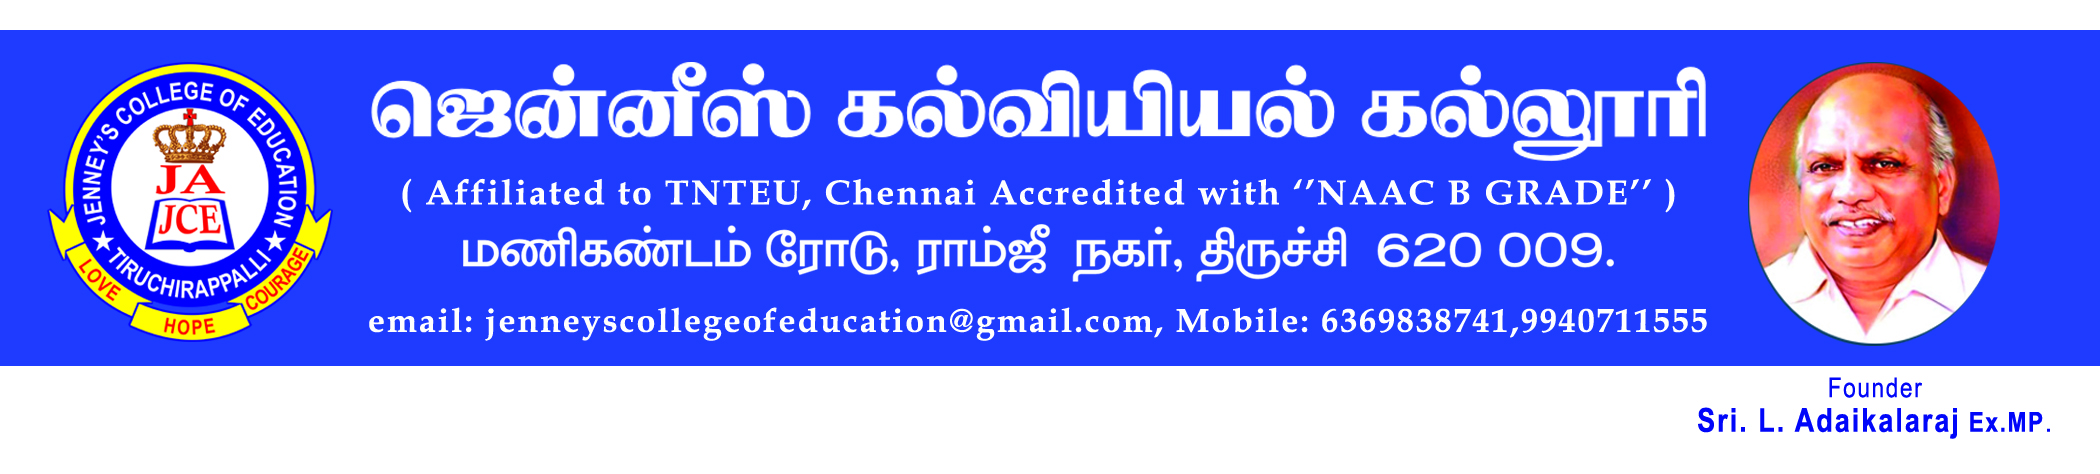 JENNEY'S COLLEGE OF EDUCATION
JA
JCE
★ TIRUCHIRAPPALLI ★
LOVE
HOPE
COURAGE
ஜென்னீஸ் கல்வியியல் கல்லூரி
( Affiliated to TNTEU, Chennai Accredited with ‘’NAAC B GRADE’’ )
மணிகண்டம் ரோடு, ராம்ஜீ நகர், திருச்சி 620 009.
email: jenneyscollegeofeducation@gmail.com, Mobile: 6369838741,9940711555
Founder
Sri. L. Adaikalaraj Ex.MP.